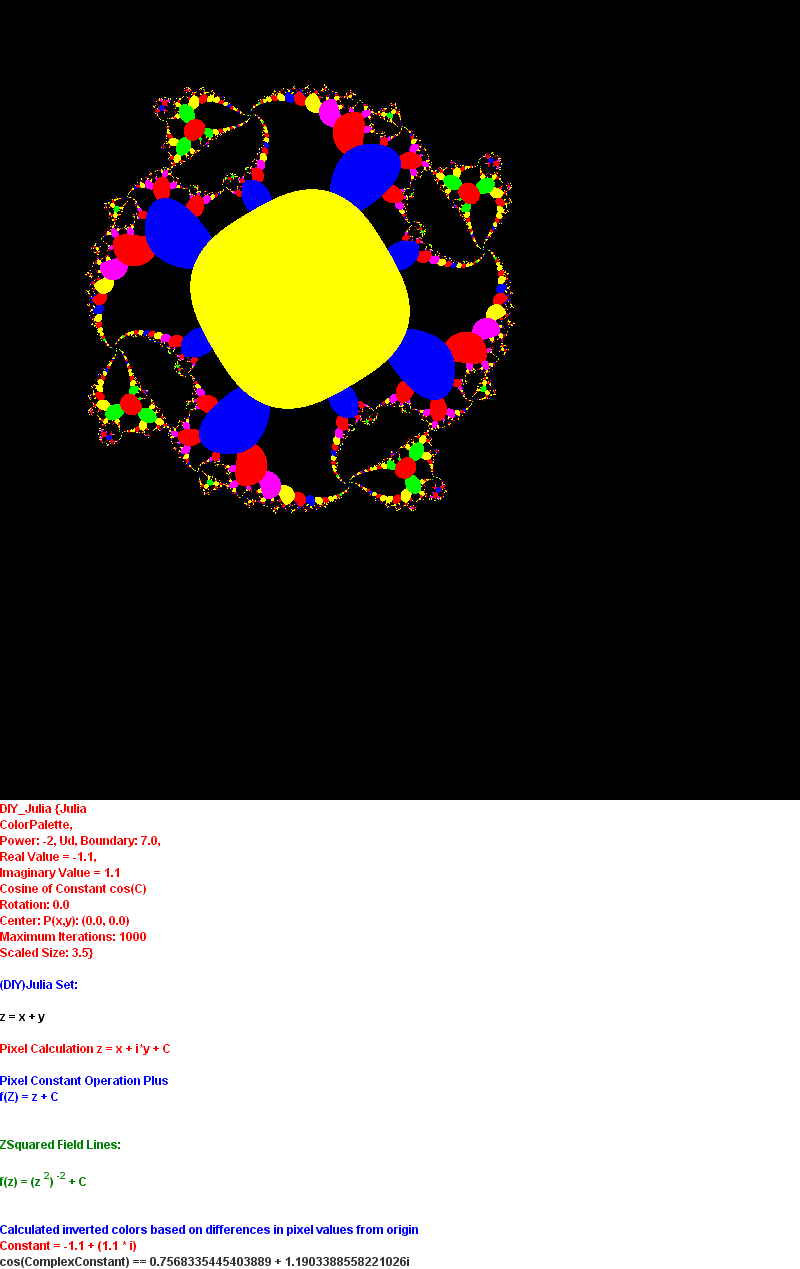 DIY_Julia {Julia
ColorPalette,
Power: -2, Ud, Boundary: 7.0,
Real Value = -1.1,
Imaginary Value = 1.1
Cosine of Constant cos(C)
Rotation: 0.0
Center: P(x,y): (0.0, 0.0)
Maximum Iterations: 1000
Scaled Size: 3.5}
(DIY)Julia Set:
z = x + y
Pixel Calculation z = x + i*y + C
Pixel Constant Operation Plus
f(Z) = z + C
ZSquared Field Lines:
f(z) = (z 2) -2 + C
Calculated inverted colors based on differences in pixel values from origin
Constant = -1.1 + (1.1 * i)
cos(ComplexConstant) == 0.7568335445403889 + 1.1903388558221026i